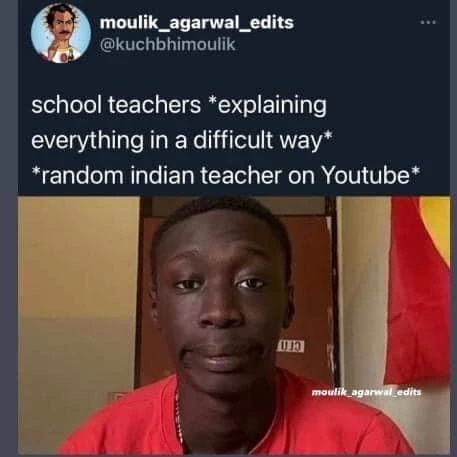 moulik_agarwal_edits
@kuchbhimoulik
school teachers *explaining
everything in a difficult way*
*random indian teacher on Youtube*
moulik_agarwal_edits